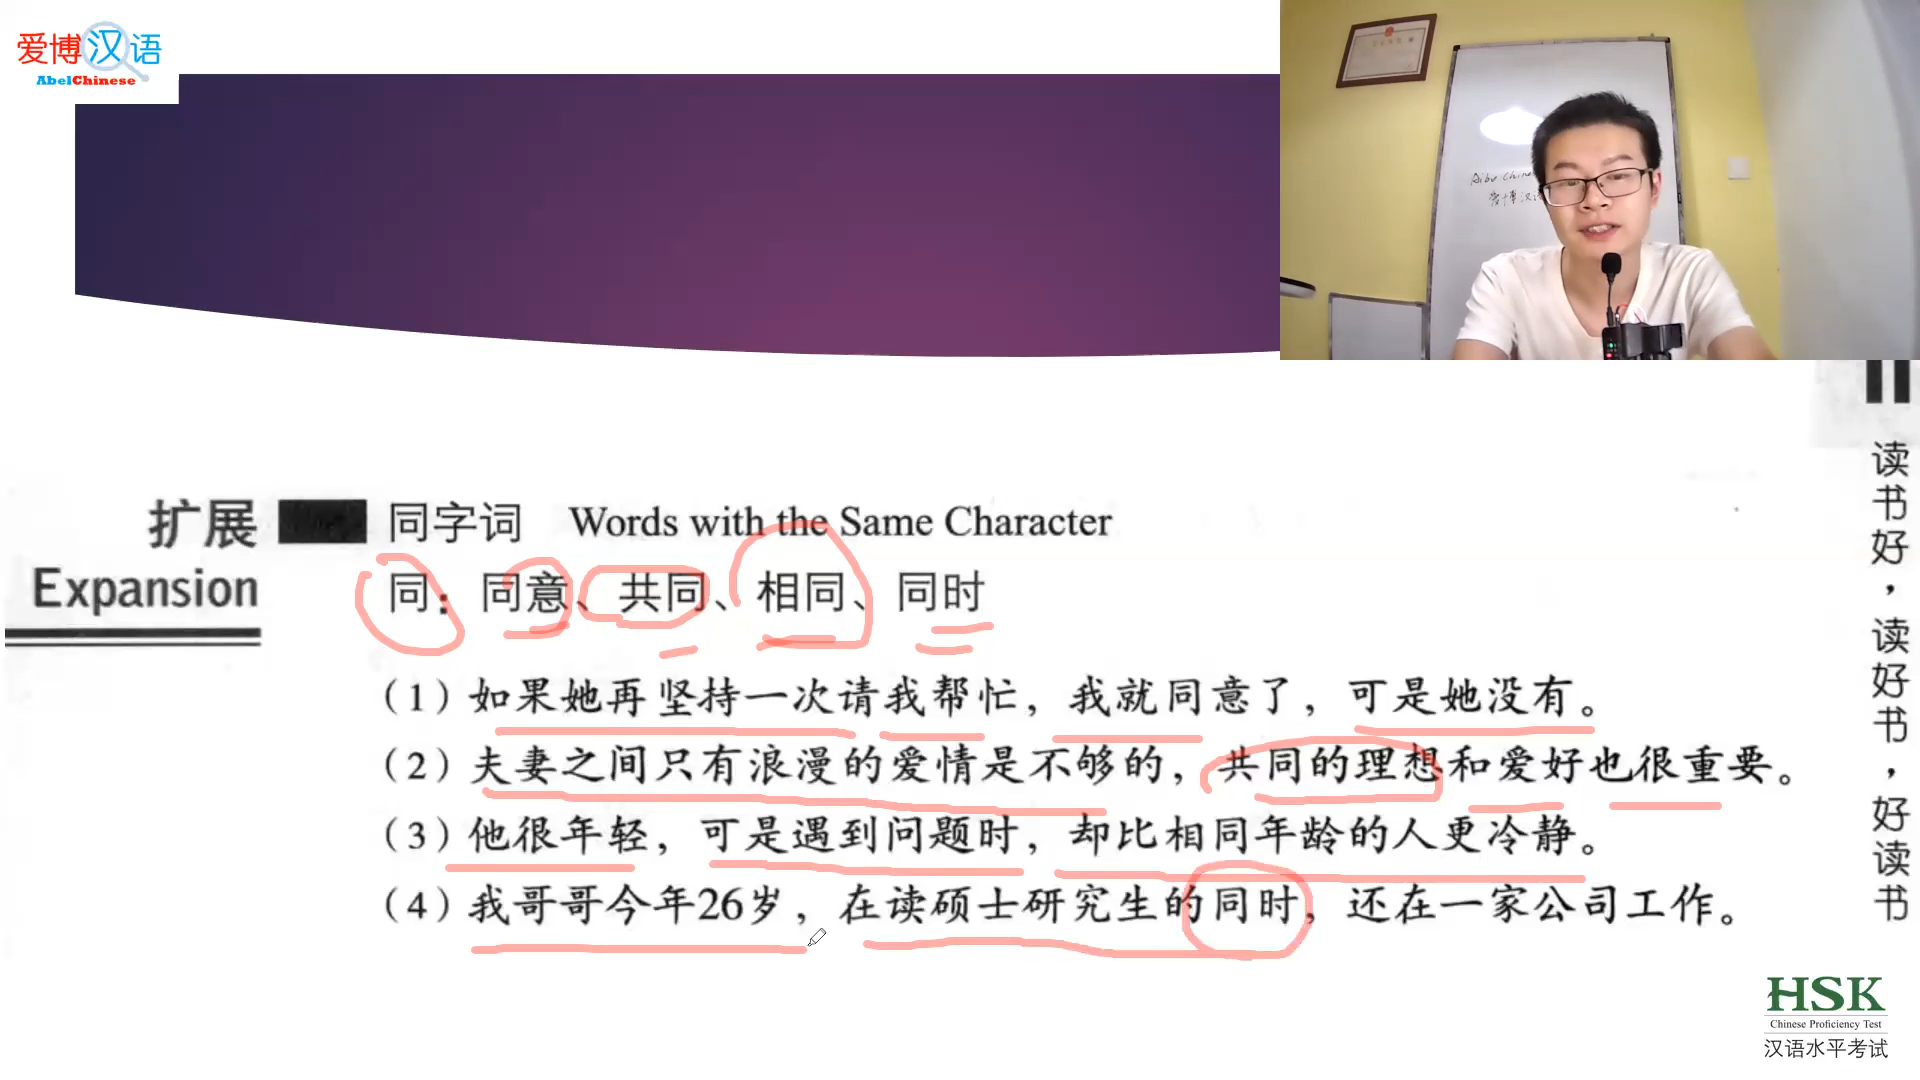 爱博汉语
AbelChinese
Aibo Chine
爱博汉语
扩展
Expansion
同字词 Words with the Same Character
同：同意、共同、相同、同时
（1）如果她再坚持一次请我帮忙，我就同意了，可是她没有。
（2）夫妻之间只有浪漫的爱情是不够的，共同的理想和爱好也很重要。
（3）他很年轻，可是遇到问题时，却比相同年龄的人更冷静。
（4）我哥哥今年26岁，在读硕士研究生的同时，还在一家公司工作。
读书好，读好书，好读书
HSK
Chinese Proficiency Test
汉语水平考试